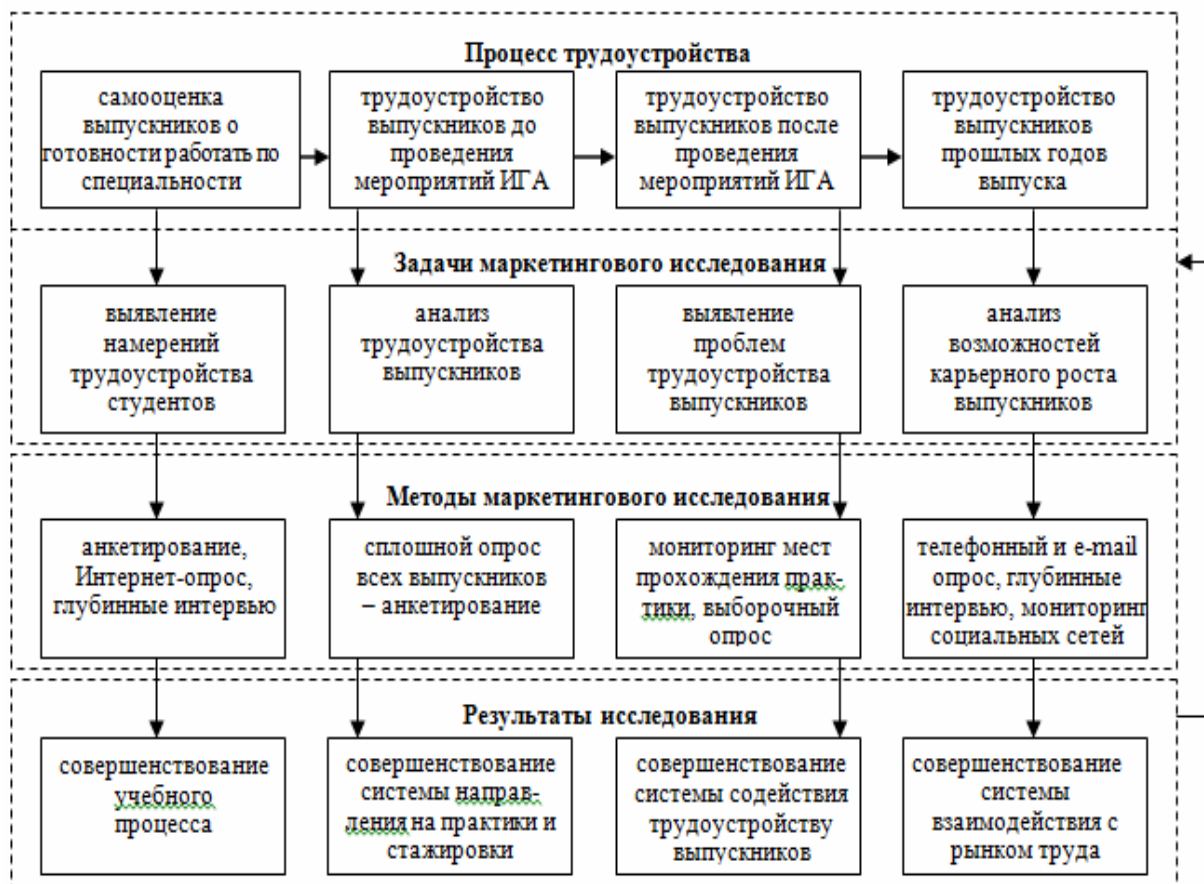 Процесс трудоустройства
самооценка
выпускников о
готовности работать по
специальности
трудоустройство
выпускников до
проведения
мероприятий ИГА
трудоустройство
выпускников после
проведения
мероприятий ИГА
трудоустройство
выпускников
прошлых годов
выпуска
Задачи маркетингового исследования
выявление
намерений
трудоустройства
студентов
анализ
трудоустройства
выпускников
выявление
проблем
трудоустройства
выпускников
анализ
возможностей
карьерного роста
выпускников
Методы маркетингового исследования
анкетирование,
Интернет-опрос,
глубинные интервью
сплошной опрос
всех выпускников
– анкетирование
мониторинг мест
прохождения прак-
тики, выборочный
опрос
телефонный и e-mail
опрос, глубинные
интервью, мониторинг
социальных сетей
Результаты исследования
совершенствование
учебного
процесса
совершенствование
системы направ-
ления на практики и
стажировки
совершенствование
системы содействия
трудоустройству
выпускников
совершенствование
системы
взаимодействия с
рынком труда